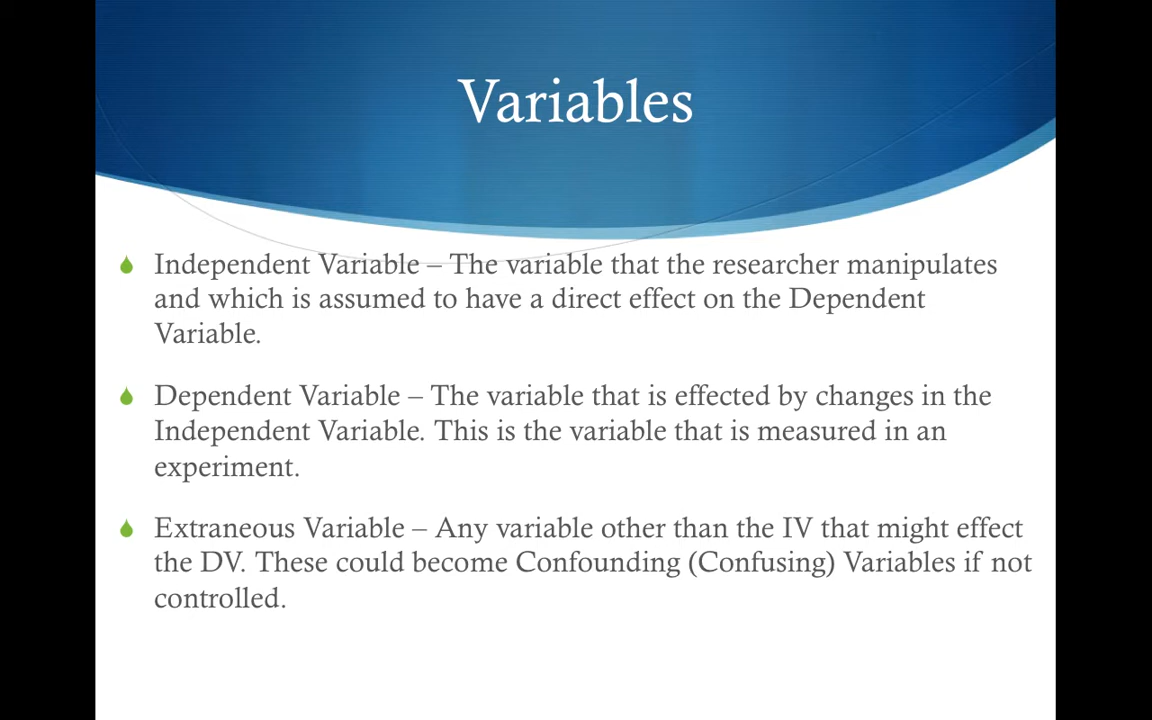 Variables
Independent Variable – The variable that the researcher manipulates
and which is assumed to have a direct effect on the Dependent
Variable.
Dependent Variable – The variable that is effected by changes in the
Independent Variable. This is the variable that is measured in an
experiment.
Extraneous Variable – Any variable other than the IV that might effect
the DV. These could become Confounding (Confusing) Variables if not
controlled.